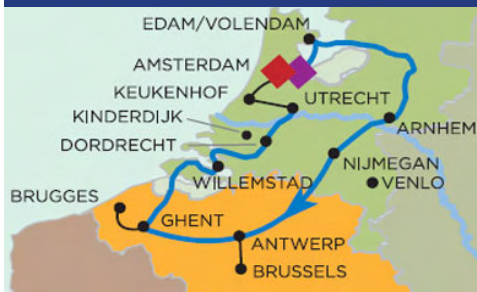 EDAM/VOLENDAM
AMSTERDAM
KEUKENHOF
UTRECHT
KINDERDIJK
ARNHEM
DORDRECHT
NIJMEGAN
WILLEMSTAD
VENLO
BRUGGES
GHENT
ANTWERP
BRUSSELS